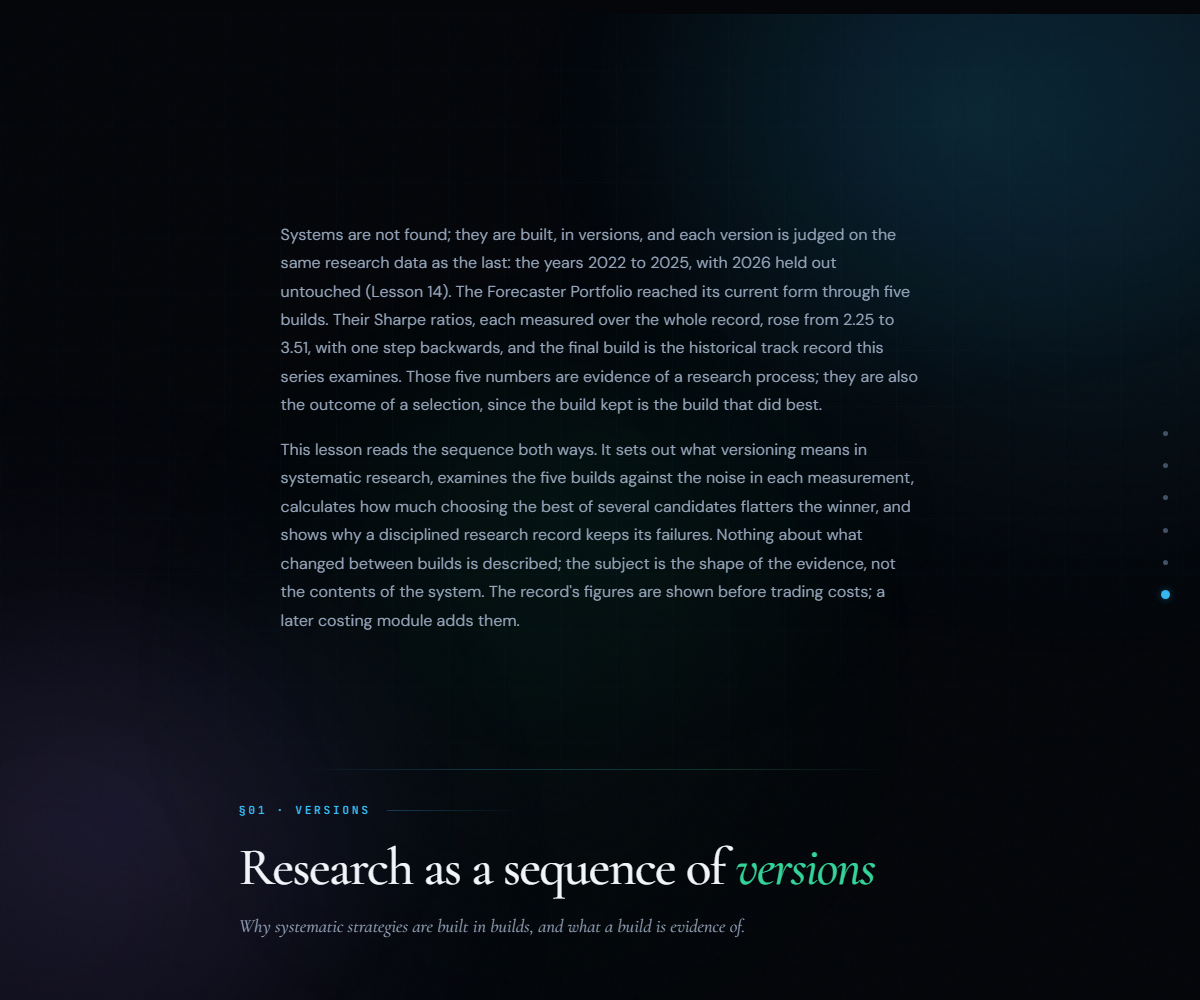 Systems are not found; they are built, in versions, and each version is judged on the
same research data as the last: the years 2022 to 2025, with 2026 held out
untouched (Lesson 14). The Forecaster Portfolio reached its current form through five
builds. Their Sharpe ratios, each measured over the whole record, rose from 2.25 to
3.51, with one step backwards, and the final build is the historical track record this
series examines. Those five numbers are evidence of a research process; they are also
the outcome of a selection, since the build kept is the build that did best.
This lesson reads the sequence both ways. It sets out what versioning means in
systematic research, examines the five builds against the noise in each measurement,
calculates how much choosing the best of several candidates flatters the winner, and
shows why a disciplined research record keeps its failures. Nothing about what
changed between builds is described; the subject is the shape of the evidence, not
the contents of the system. The record's figures are shown before trading costs; a
later costing module adds them.
§01 · VERSIONS
Research as a sequence of versions
Why systematic strategies are built in builds, and what a build is evidence of.